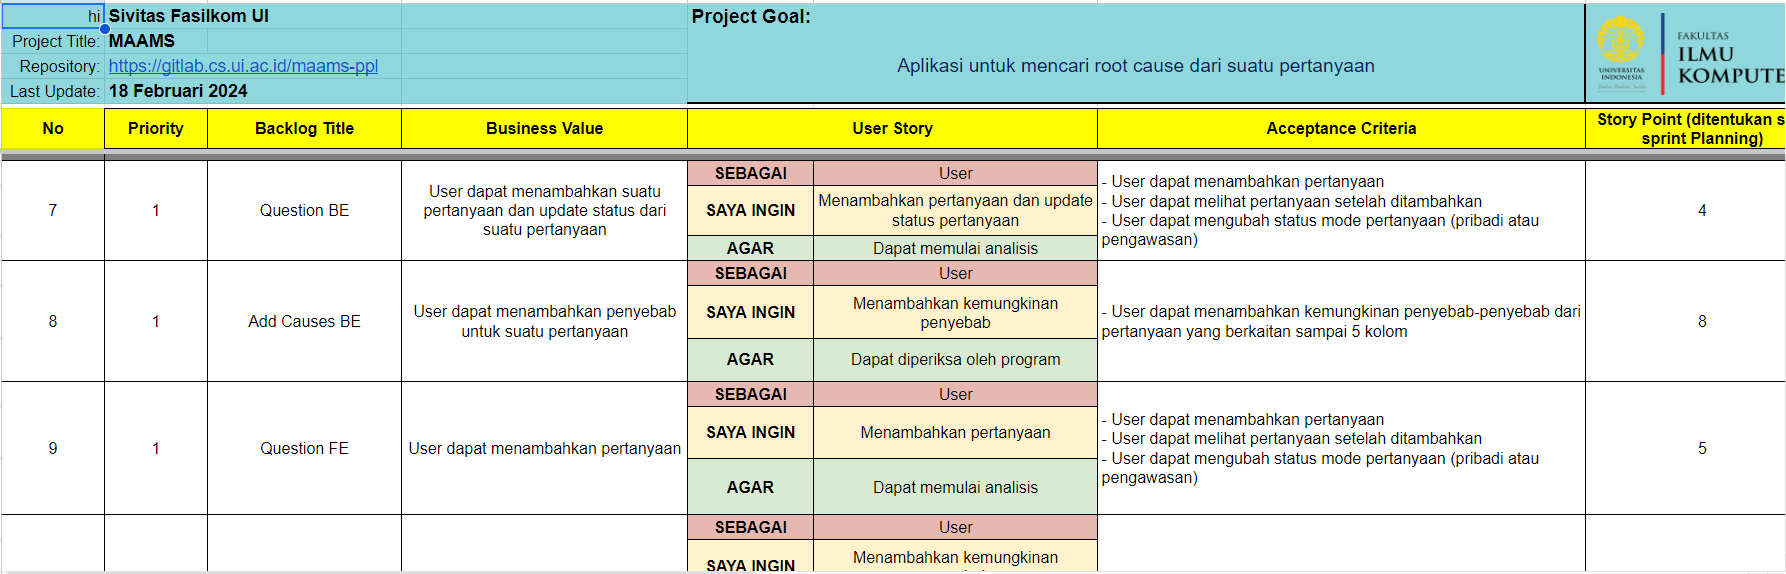 hi Sivitas Fasilkom UI
Project Title: MAAMS
Repository: https://gitlab.cs.ui.ac.id/maams-ppl
Last Update: 18 Februari 2024
Project Goal:
Aplikasi untuk mencari root cause dari suatu pertanyaan
UNIVERSITAS
INDONESIA
FAKULTAS
ILMU
KOMPUTE
No Priority Backlog Title Business Value User Story Acceptance Criteria Story Point (ditentukan s
sprint Planning)
7
1
Question BE
User dapat menambahkan suatu
pertanyaan dan update status dari
suatu pertanyaan
SEBAGAI User
SAYA INGIN Menambahkan pertanyaan dan update
status pertanyaan
AGAR Dapat memulai analisis
- User dapat menambahkan pertanyaan
- User dapat melihat pertanyaan setelah ditambahkan
- User dapat mengubah status mode pertanyaan (pribadi atau
pengawasan)
4
8
1
Add Causes BE
User dapat menambahkan penyebab
untuk suatu pertanyaan
SEBAGAI User
SAYA INGIN Menambahkan kemungkinan
penyebab
AGAR Dapat diperiksa oleh program
- User dapat menambahkan kemungkinan penyebab-penyebab dari
pertanyaan yang berkaitan sampai 5 kolom
8
9
1
Question FE
User dapat menambahkan pertanyaan
SEBAGAI User
SAYA INGIN Menambahkan pertanyaan
AGAR Dapat memulai analisis
- User dapat menambahkan pertanyaan
- User dapat melihat pertanyaan setelah ditambahkan
- User dapat mengubah status mode pertanyaan (pribadi atau
pengawasan)
5
SEBAGAI User
SAYA INGIN Menambahkan kemungkinan